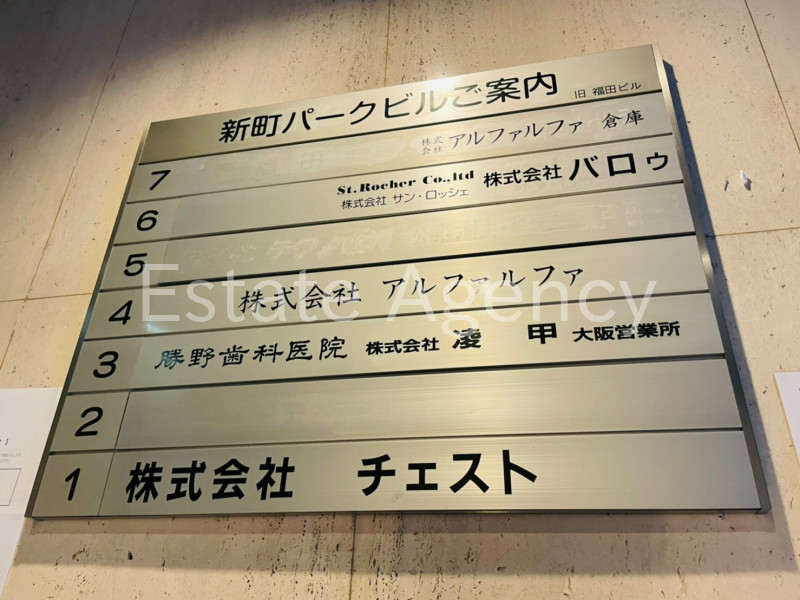 新町パークビルご案内 旧 福田ビル
7 株式会社 アルファルファ 倉庫
6 St.Rocher Co.,ltd 株式会社 サン・ロッシェ 株式会社 バロゥ
5
4 株式会社 アルファルファ
3 勝野歯科医院 株式会社 凌 甲 大阪営業所
2
1 株式会社 チェスト
Estate Agency